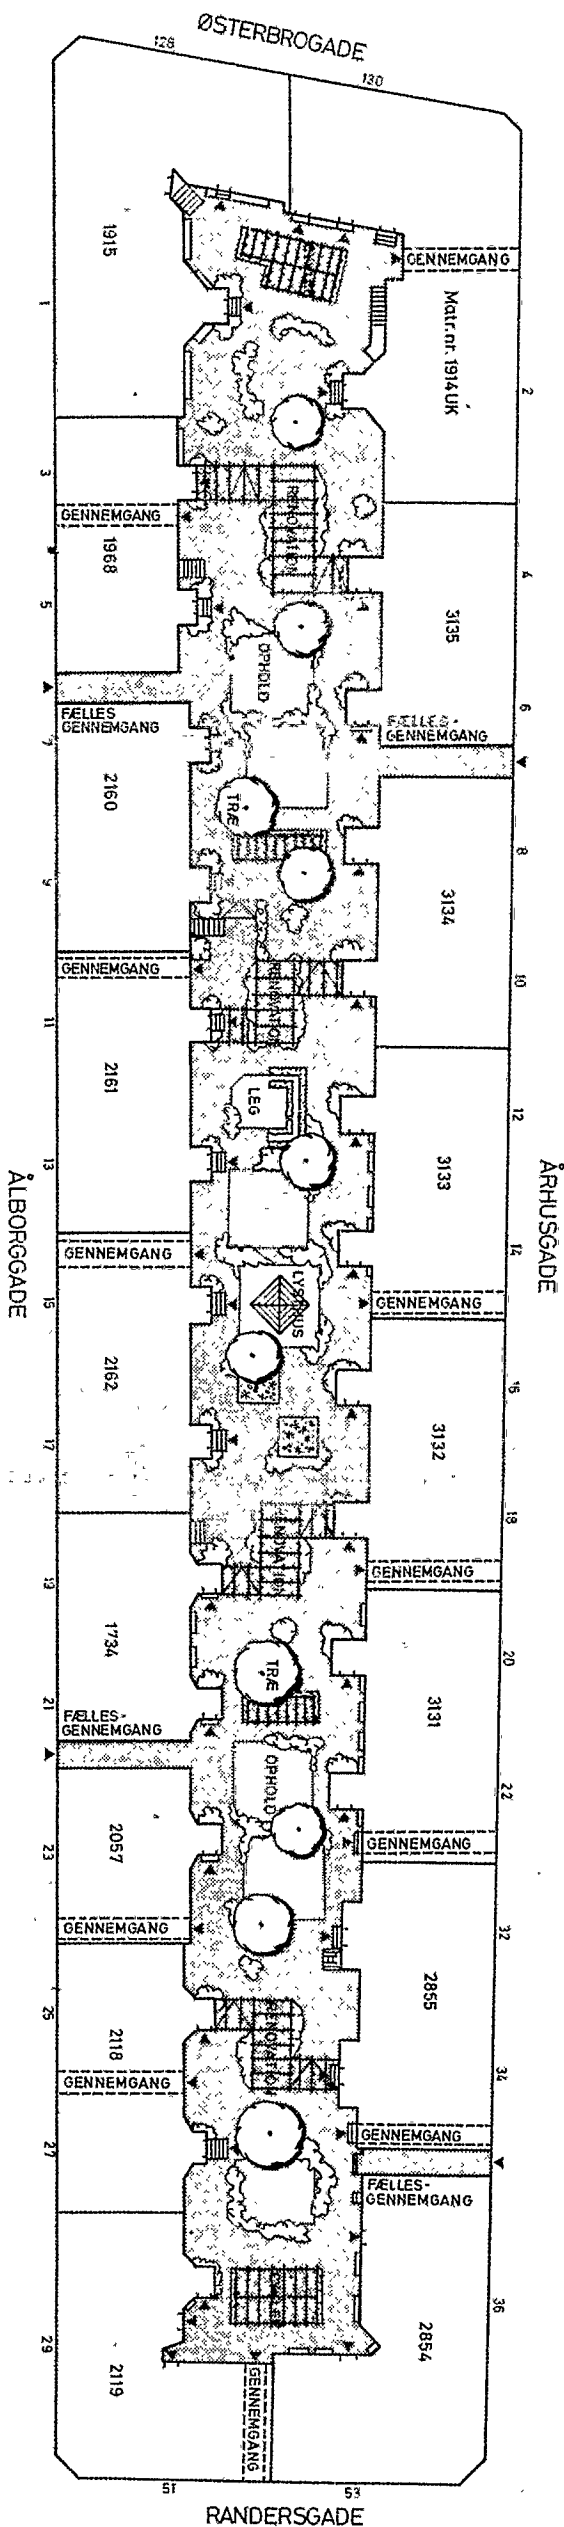 ØSTERBROGADE
128
130
GENNEMGANG
1915
Matr.nr. 1914 UK
1
2
3
RENOVATION
GENNEMGANG
1968
4
5
3135
OPHOLD
6
FÆLLES
GENNEMGANG
FÆLLES-
GENNEMGANG
7
2160
TRÆ
8
9
3134
GENNEMGANG
RENOVATION
10
11
2161
LEG
12
13
3133
ÅLBORGGADE
ÅRHUSGADE
GENNEMGANG
14
15
LYSTHUS
GENNEMGANG
2162
16
17
3132
18
GENNEMGANG
19
1734
TRÆ
20
21
3131
FÆLLES-
GENNEMGANG
OPHOLD
22
2057
23
GENNEMGANG
GENNEMGANG
32
25
2855
RENOVATION
2118
34
GENNEMGANG
GENNEMGANG
27
FÆLLES-
GENNEMGANG
36
2854
29
2119
GENNEMGANG
51
53
RANDERSGADE